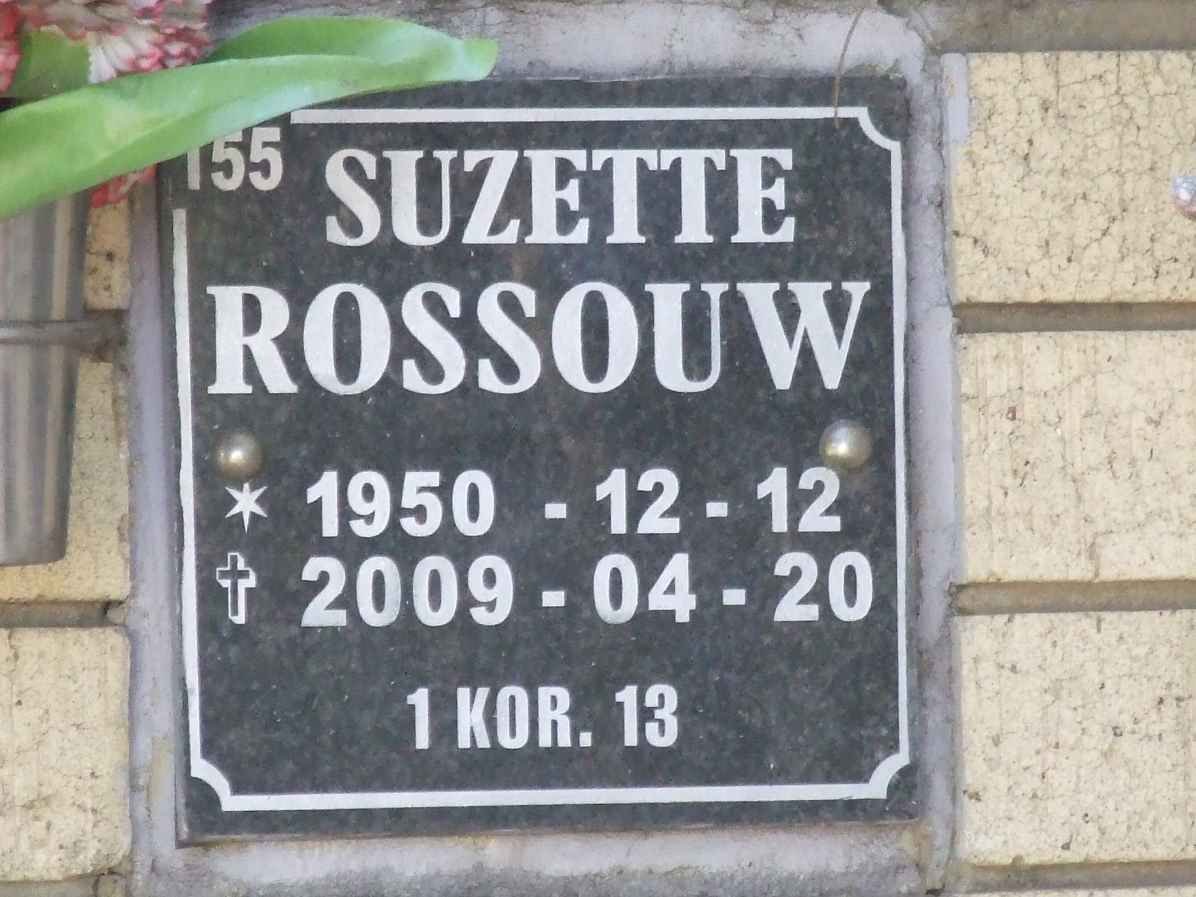 155
SUZETTE
ROSSOUW
1950 - 12 - 12
2009 - 04 - 20
1 KOR. 13